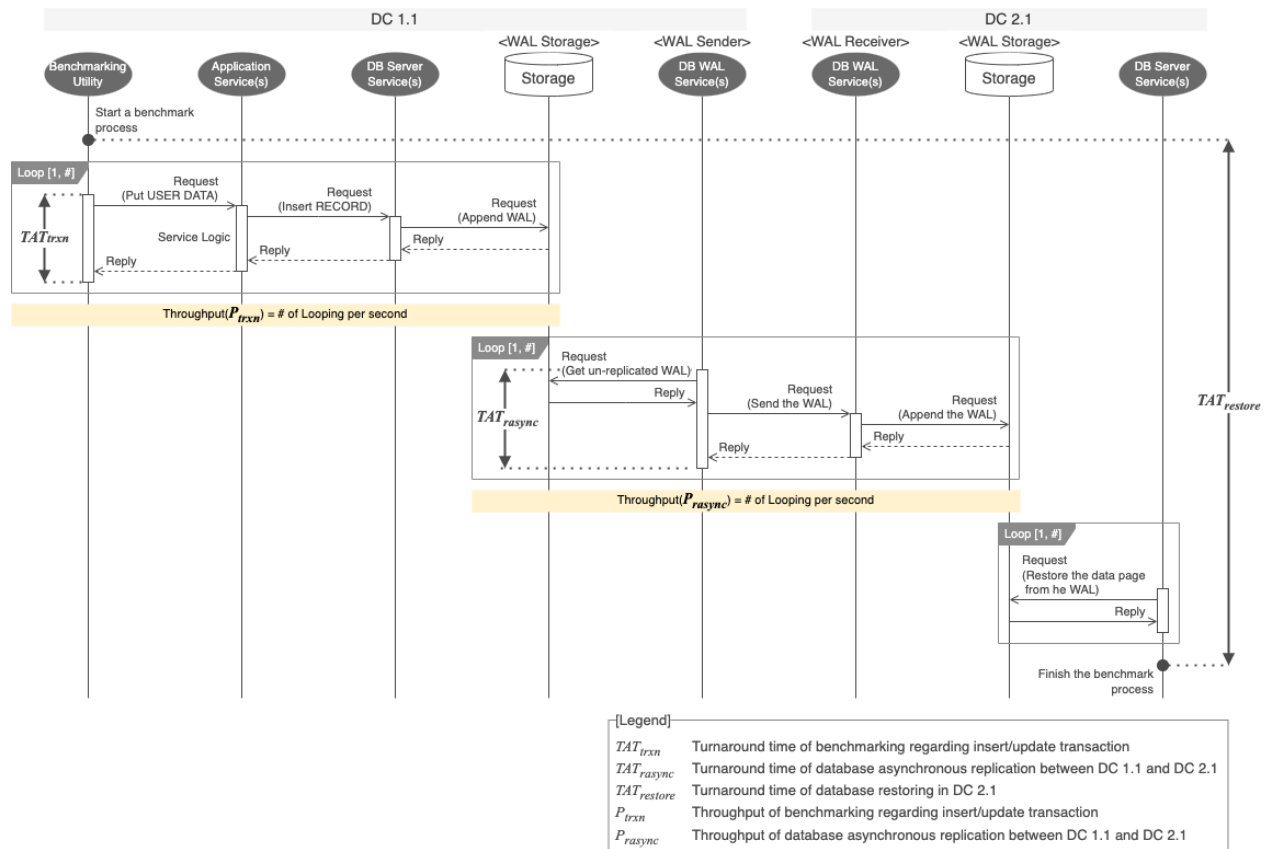 DC 1.1
DC 2.1
<WAL Storage>
<WAL Sender>
<WAL Receiver>
<WAL Storage>
Benchmarking
Utility
Application
Service(s)
DB Server
Service(s)
Storage
DB WAL
Service(s)
DB WAL
Service(s)
Storage
DB Server
Service(s)
Start a benchmark
process
Loop [1, #]
Request
(Put USER DATA)
Request
(Insert RECORD)
Request
(Append WAL)
TATtrxn
Service Logic
Reply
Reply
Reply
Throughput(Ptrxn) = # of Looping per second
Loop [1, #]
Request
(Get un-replicated WAL)
Reply
Request
(Send the WAL)
Request
(Append the WAL)
TATrasync
Reply
Reply
TATrestore
Throughput(Prasync) = # of Looping per second
Loop [1, #]
Request
(Restore the data page
from he WAL)
Reply
Finish the benchmark
process
[Legend]
TATtrxn Turnaround time of benchmarking regarding insert/update transaction
TATrasync Turnaround time of database asynchronous replication between DC 1.1 and DC 2.1
TATrestore Turnaround time of database restoring in DC 2.1
Ptrxn Throughput of benchmarking regarding insert/update transaction
Prasync Throughput of database asynchronous replication between DC 1.1 and DC 2.1